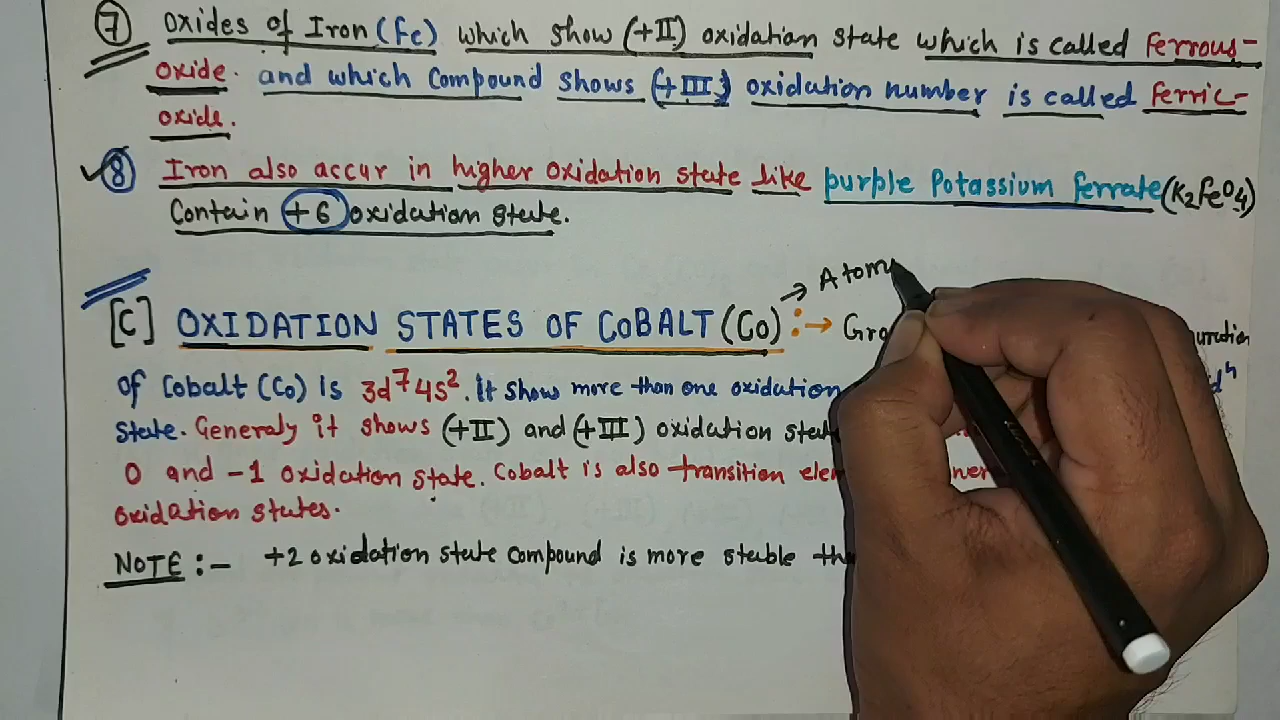 7 Oxides of Iron (Fe) which show (+II) oxidation state which is called Ferrous-
Oxide. and which Compound shows (+III) oxidation number is called Ferric-
oxide.
8 Iron also accur in higher oxidation state like purple Potassium Ferrate (K2FeO4)
Contain +6 oxidation state.
→ Atom
[C] OXIDATION STATES OF COBALT (Co) :→
of Cobalt (Co) is 3d7 4s2. It show more than one oxidation
State. Generaly it shows (+II) and (+III) oxidation
0 and -1 oxidation state. Cobalt is also transition
oxidation states.
NOTE :- +2 oxidation state compound is more stable